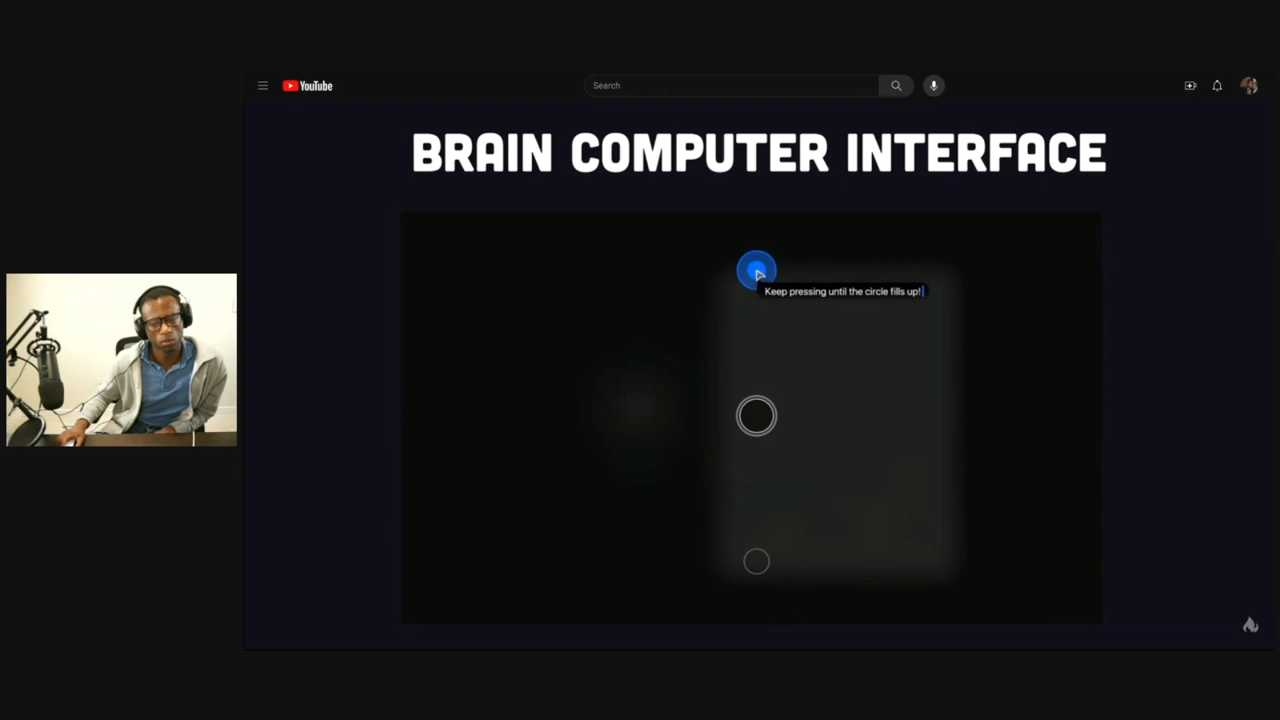 YouTube
Search
BRAIN COMPUTER INTERFACE
Keep pressing until the circle fills up!